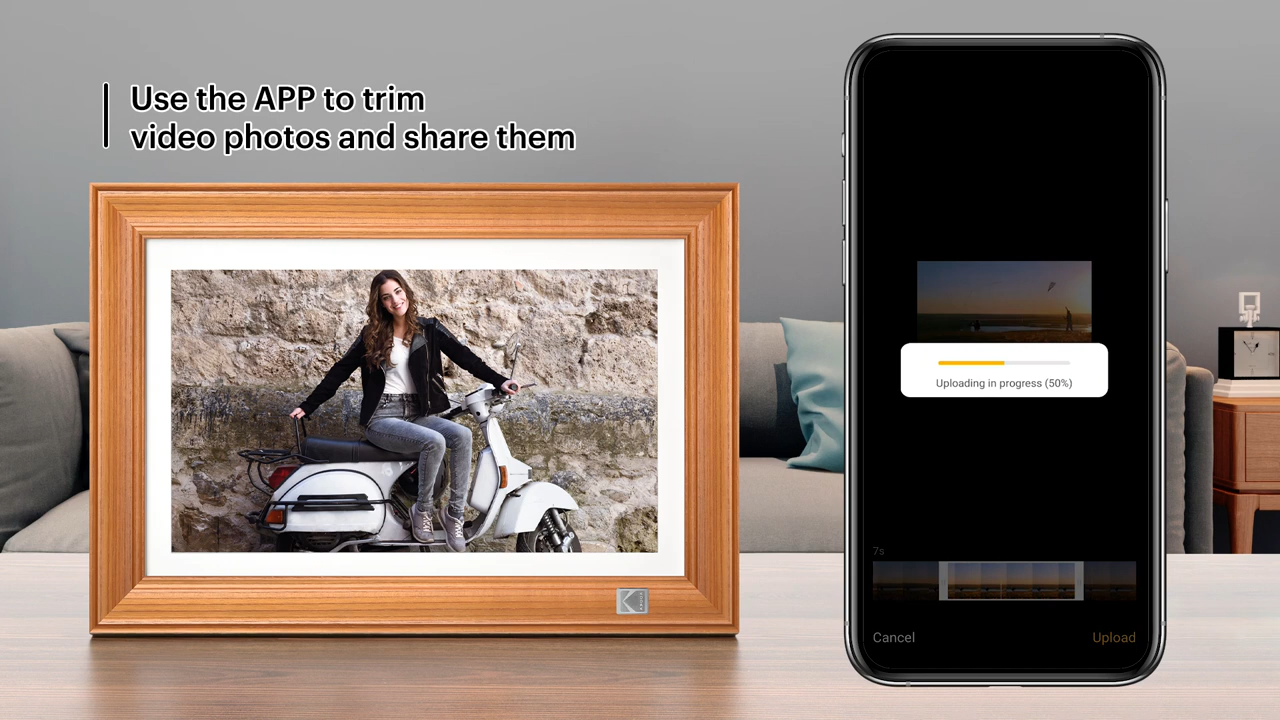 Use the APP to trim
video photos and share them
Uploading in progress (50%)
7s
Cancel
Upload